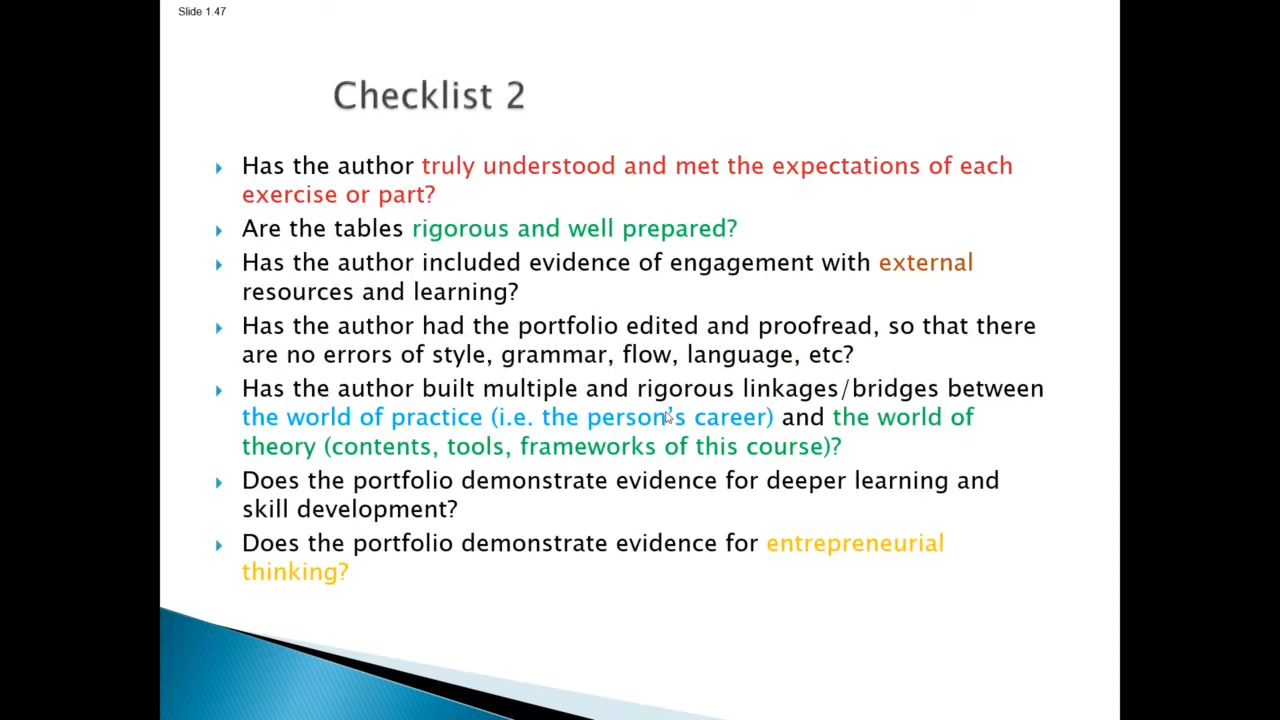 Slide 1.47
Checklist 2
Has the author truly understood and met the expectations of each
exercise or part?
Are the tables rigorous and well prepared?
Has the author included evidence of engagement with external
resources and learning?
Has the author had the portfolio edited and proofread, so that there
are no errors of style, grammar, flow, language, etc?
Has the author built multiple and rigorous linkages/bridges between
the world of practice (i.e. the person's career) and the world of
theory (contents, tools, frameworks of this course)?
Does the portfolio demonstrate evidence for deeper learning and
skill development?
Does the portfolio demonstrate evidence for entrepreneurial
thinking?